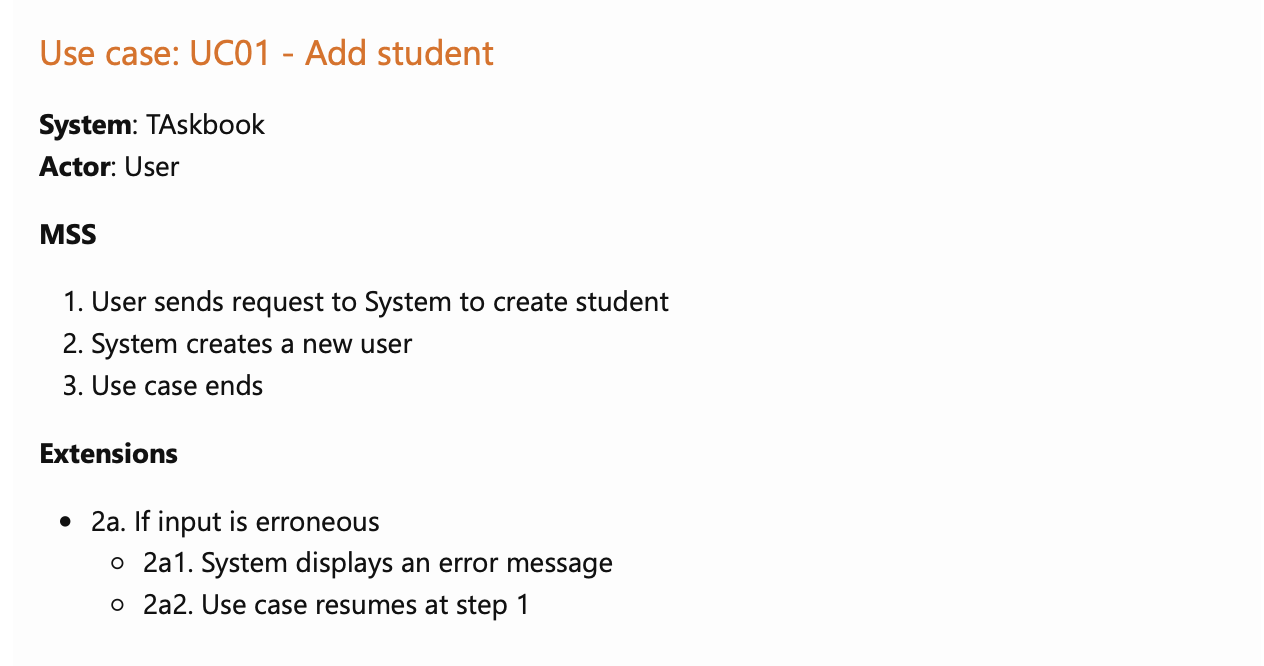 Use case: UC01 - Add student
System: TAskbook
Actor: User
MSS
1. User sends request to System to create student
2. System creates a new user
3. Use case ends
Extensions
• 2a. If input is erroneous
○ 2a1. System displays an error message
○ 2a2. Use case resumes at step 1